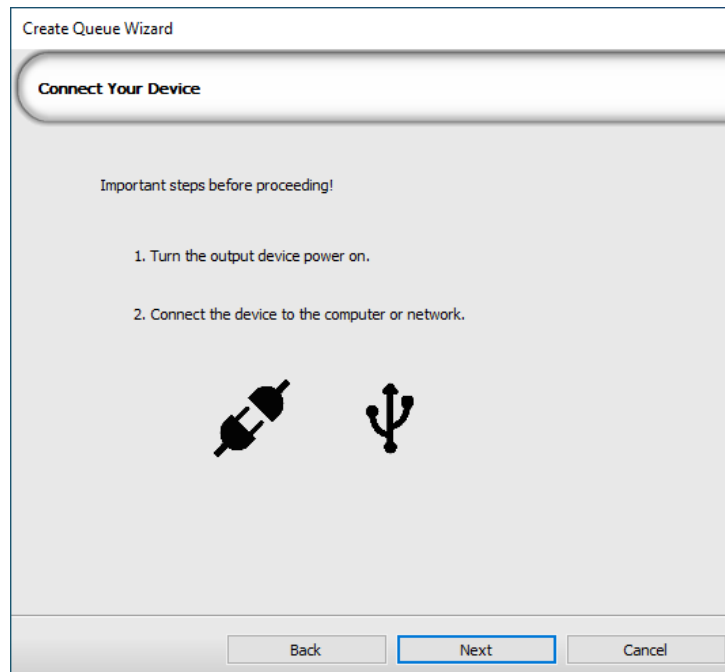 Create Queue Wizard
Connect Your Device
Important steps before proceeding!
1. Turn the output device power on.
2. Connect the device to the computer or network.
Back
Next
Cancel